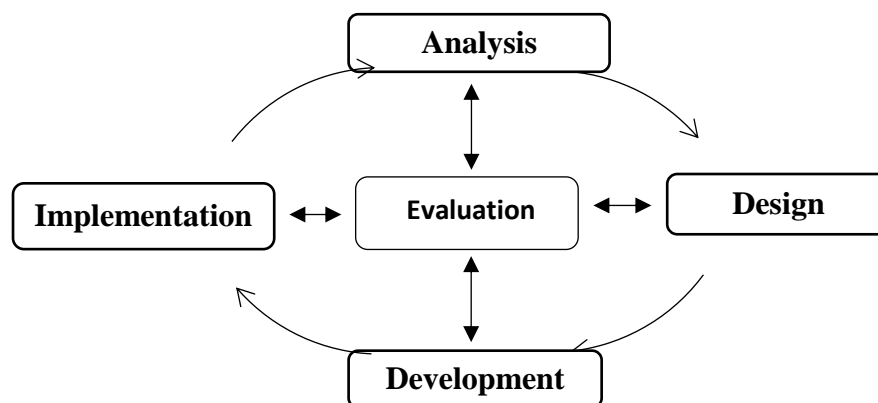 Analysis
Implementation
Evaluation
Design
Development